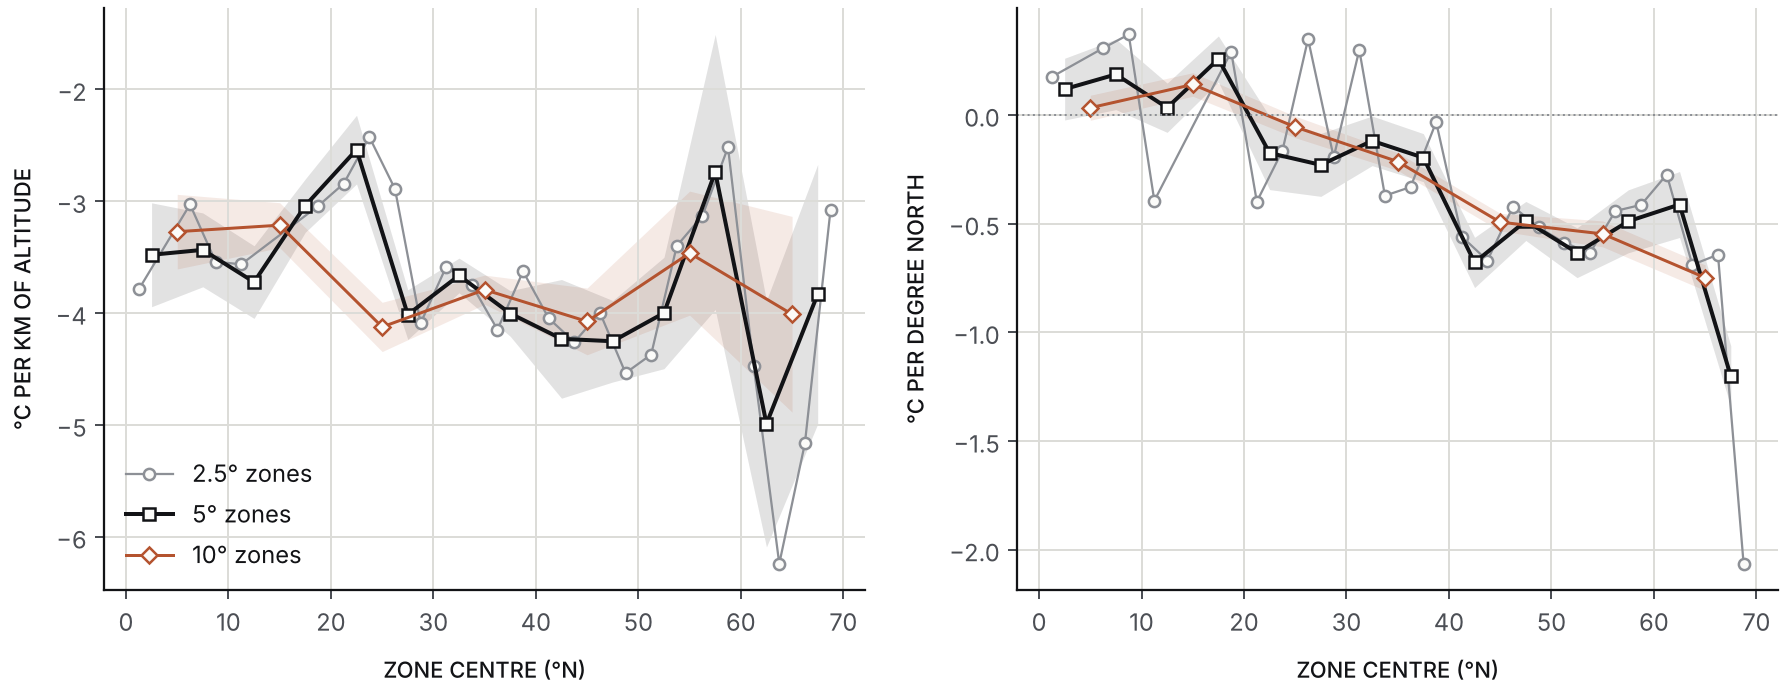 −2
−3
−4
−5
−6
°C PER KM OF ALTITUDE
2.5° zones
5° zones
10° zones
0 10 20 30 40 50 60 70
ZONE CENTRE (°N)
0.0
−0.5
−1.0
−1.5
−2.0
°C PER DEGREE NORTH
0 10 20 30 40 50 60 70
ZONE CENTRE (°N)